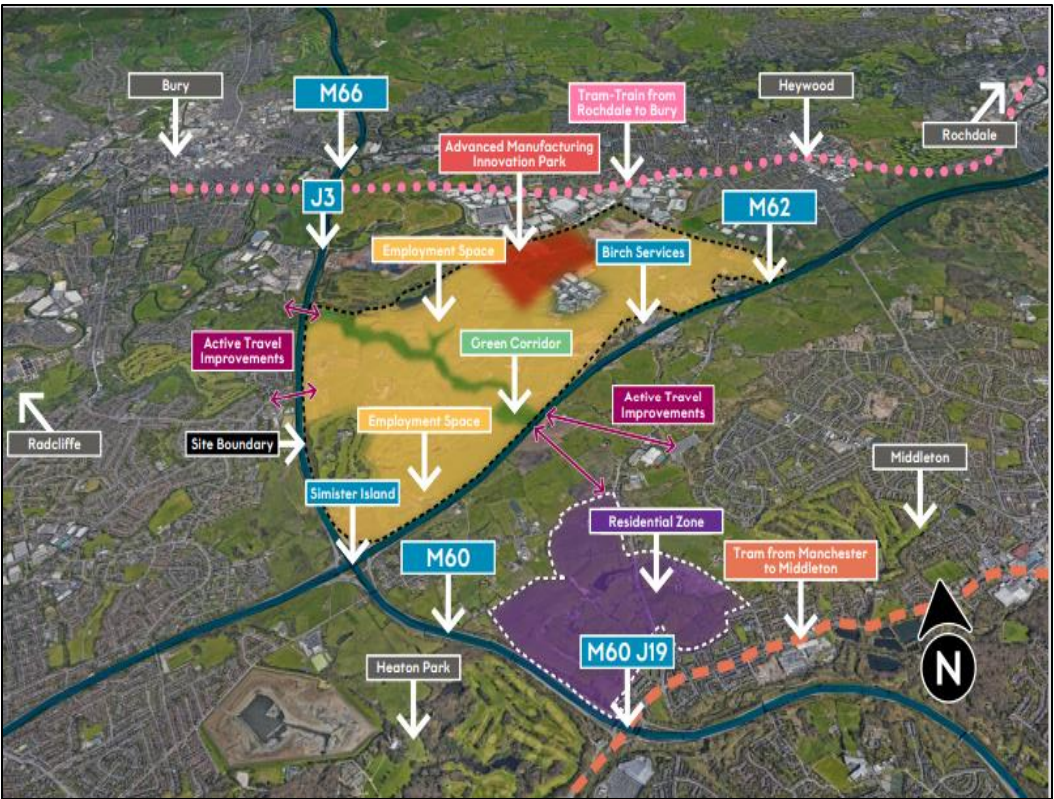 Bury
M66
Tram-Train from
Rochdale to Bury
Heywood
Rochdale
Advanced Manufacturing
Innovation Park
J3
M62
Employment Space
Birch Services
Active Travel
Improvements
Green Corridor
Active Travel
Improvements
Radcliffe
Site Boundary
Employment Space
Middleton
Simister Island
Residential Zone
M60
Tram from Manchester
to Middleton
M60 J19
Heaton Park
N